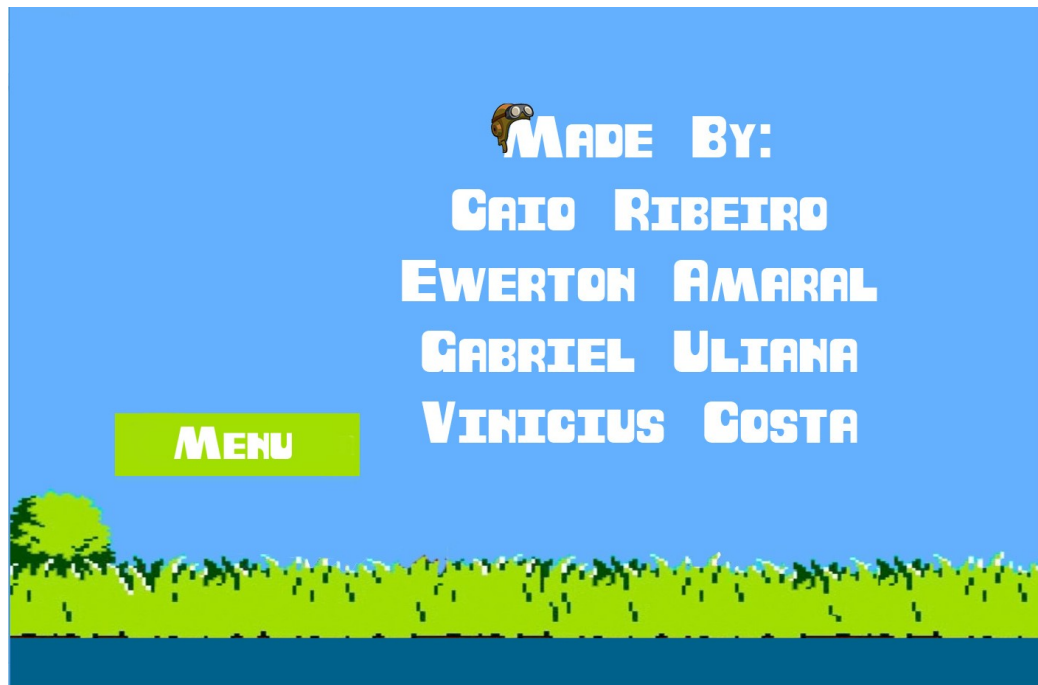 Made By:
Caio Ribeiro
Ewerton Amaral
Gabriel Uliana
Vinicius Costa
Menu